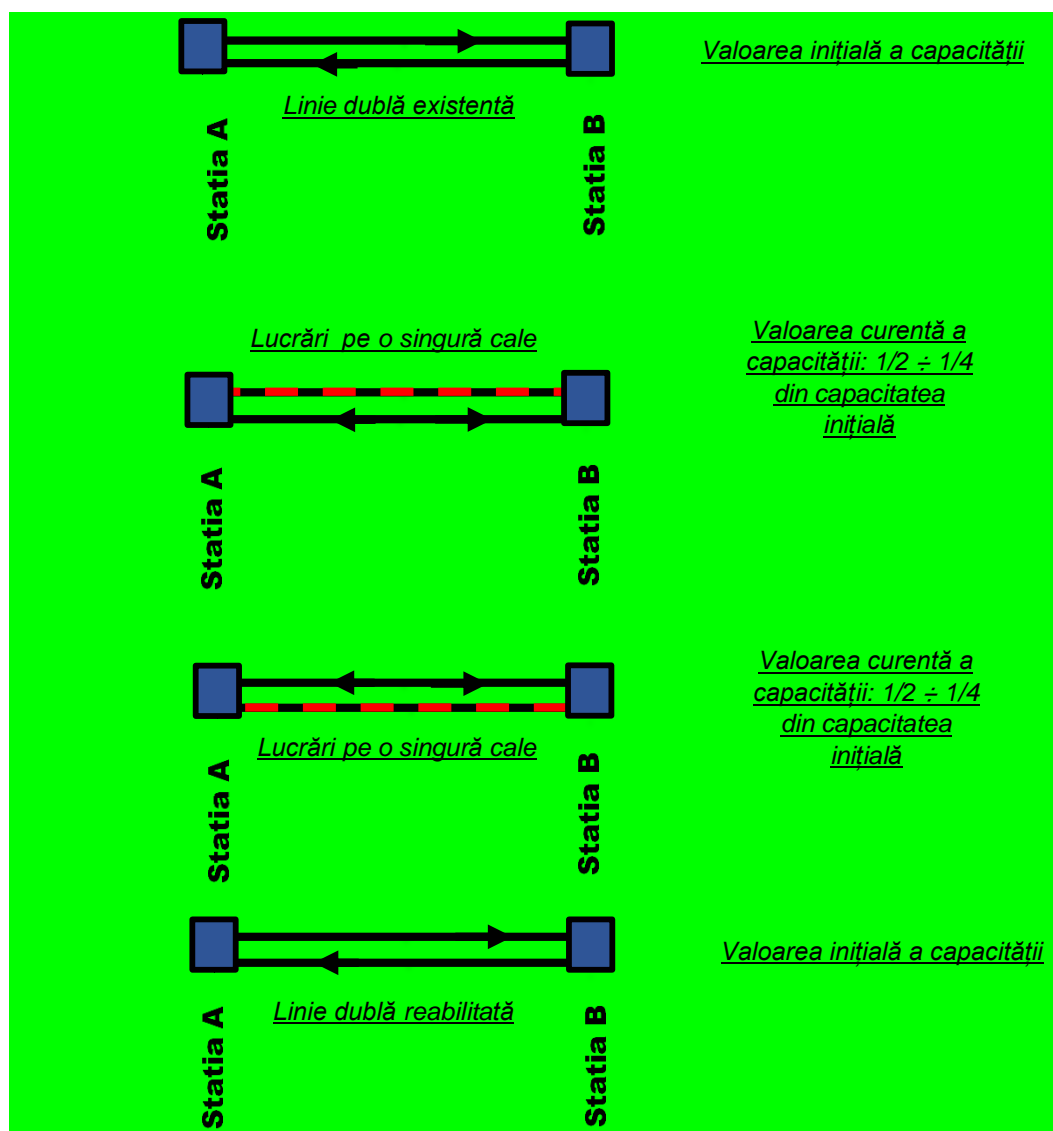 Valoarea inițială a capacității
Linie dublă existentă
Statia A
Statia B
Lucrări pe o singură cale
Valoarea curentă a
capacității: 1/2 ÷ 1/4
din capacitatea
inițială
Statia A
Statia B
Valoarea curentă a
capacității: 1/2 ÷ 1/4
din capacitatea
inițială
Lucrări pe o singură cale
Statia A
Statia B
Valoarea inițială a capacității
Linie dublă reabilitată
Statia A
Statia B